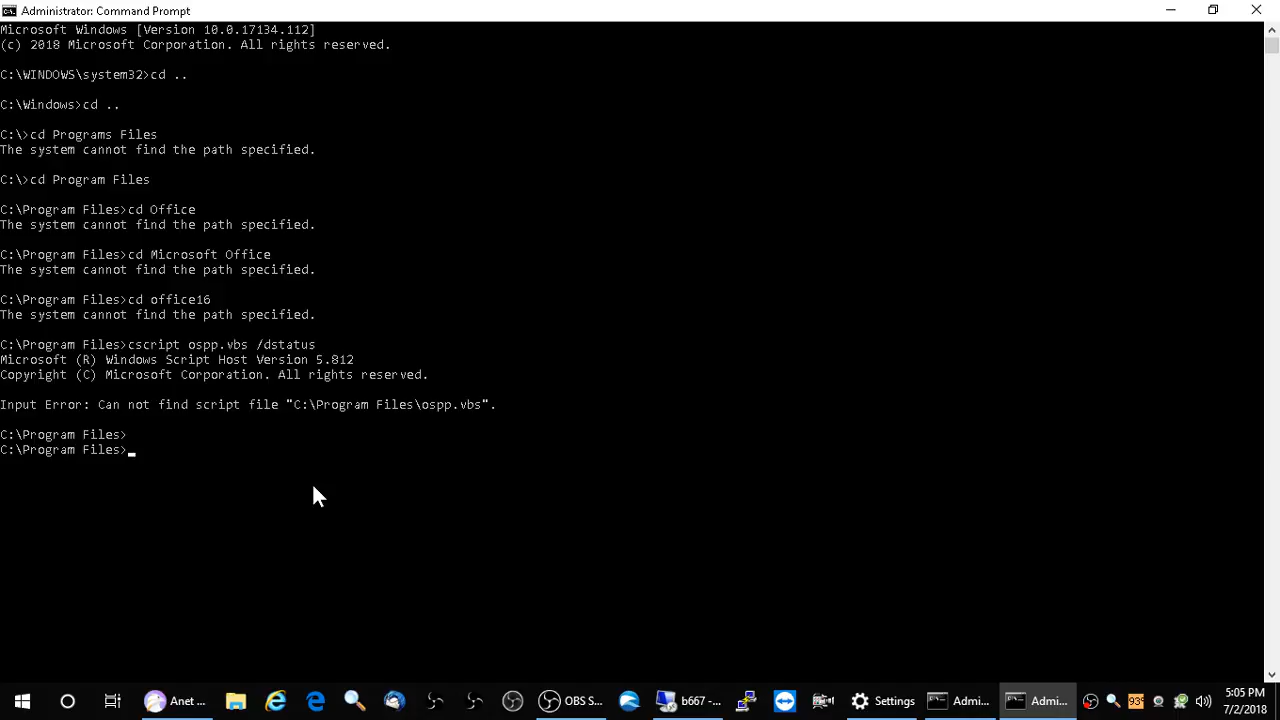 Administrator: Command Prompt
Microsoft Windows [Version 10.0.17134.112]
(c) 2018 Microsoft Corporation. All rights reserved.
C:\WINDOWS\system32>cd ..
C:\Windows>cd ..
C:\>cd Programs Files
The system cannot find the path specified.
C:\>cd Program Files
C:\Program Files>cd Office
The system cannot find the path specified.
C:\Program Files>cd Microsoft Office
The system cannot find the path specified.
C:\Program Files>cd office16
The system cannot find the path specified.
C:\Program Files>cscript ospp.vbs /dstatus
Microsoft (R) Windows Script Host Version 5.812
Copyright (C) Microsoft Corporation. All rights reserved.
Input Error: Can not find script file "C:\Program Files\ospp.vbs".
C:\Program Files>
C:\Program Files>
Anet ... OBS S... b667 -... Settings Admi... Admi... 93° 5:05 PM
7/2/2018